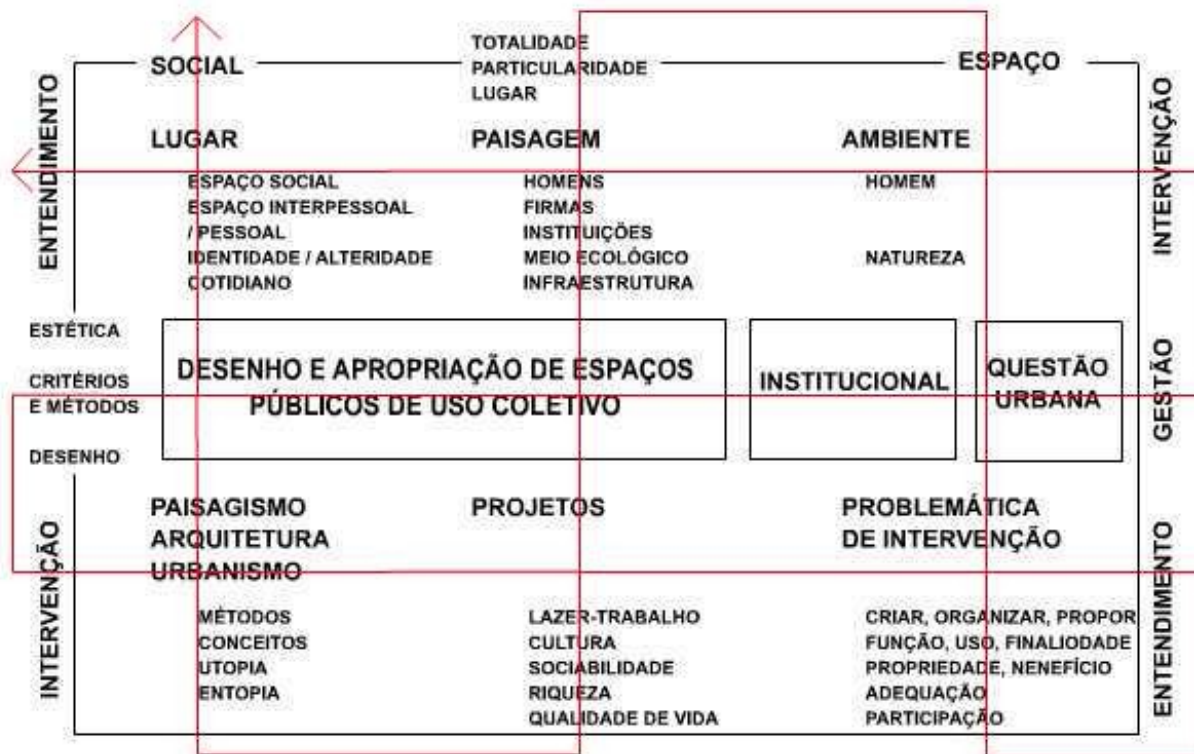 TOTALIDADE
SOCIAL
PARTICULARIDADE
ESPAÇO
LUGAR
ENTENDIMENTO
INTERVENÇÃO
LUGAR
PAISAGEM
AMBIENTE
ESPAÇO SOCIAL
ESPAÇO INTERPESSOAL
/ PESSOAL
IDENTIDADE / ALTERIDADE
COTIDIANO
HOMENS
FIRMAS
INSTITUIÇÕES
MEIO ECOLÓGICO
INFRAESTRUTURA
HOMEM
NATUREZA
ESTÉTICA
CRITÉRIOS
E MÉTODOS
DESENHO
DESENHO E APROPRIAÇÃO DE ESPAÇOS
PÚBLICOS DE USO COLETIVO
INSTITUCIONAL
QUESTÃO
URBANA
GESTÃO
INTERVENÇÃO
PAISAGISMO
ARQUITETURA
URBANISMO
PROJETOS
PROBLEMÁTICA
DE INTERVENÇÃO
ENTENDIMENTO
MÉTODOS
CONCEITOS
UTOPIA
ENTOPIA
LAZER-TRABALHO
CULTURA
SOCIABILIDADE
RIQUEZA
QUALIDADE DE VIDA
CRIAR, ORGANIZAR, PROPOR
FUNÇÃO, USO, FINALIODADE
PROPRIEDADE, NENEFÍCIO
ADEQUAÇÃO
PARTICIPAÇÃO